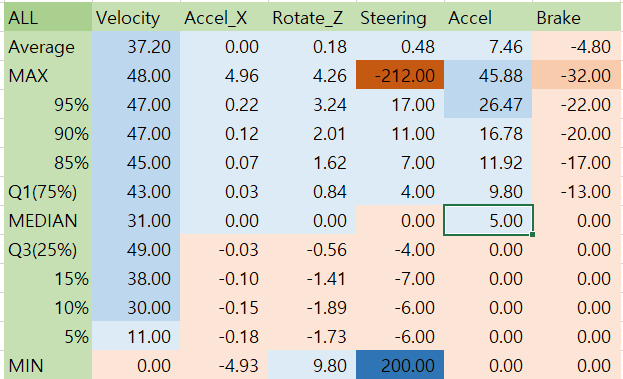 ALL Velocity Accel_X Rotate_Z Steering Accel Brake
Average 37.20 0.00 0.18 0.48 7.46 -4.80
MAX 48.00 4.96 4.26 -212.00 45.88 -32.00
95% 47.00 0.22 3.24 17.00 26.47 -22.00
90% 47.00 0.12 2.01 11.00 16.78 -20.00
85% 45.00 0.07 1.62 7.00 11.92 -17.00
Q1(75%) 43.00 0.03 0.84 4.00 9.80 -13.00
MEDIAN 31.00 0.00 0.00 0.00 5.00 0.00
Q3(25%) 49.00 -0.03 -0.56 -4.00 0.00 0.00
15% 38.00 -0.10 -1.41 -7.00 0.00 0.00
10% 30.00 -0.15 -1.89 -6.00 0.00 0.00
5% 11.00 -0.18 -1.73 -6.00 0.00 0.00
MIN 0.00 -4.93 9.80 200.00 0.00 0.00